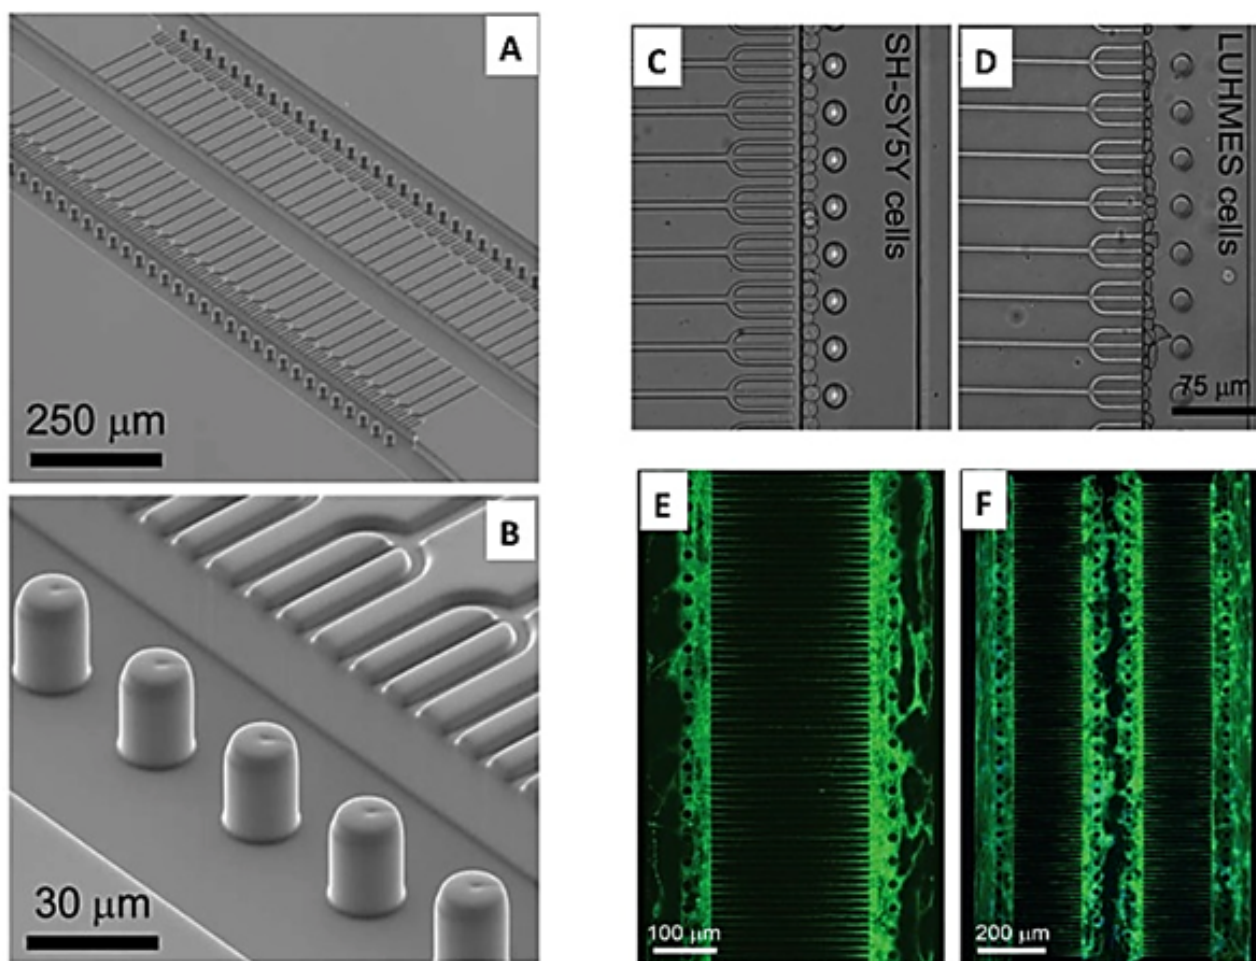 A
250 μm
B
30 μm
C
SH-SY5Y cells
D
LUHMES cells
75 μm
E
100 μm
F
200 μm